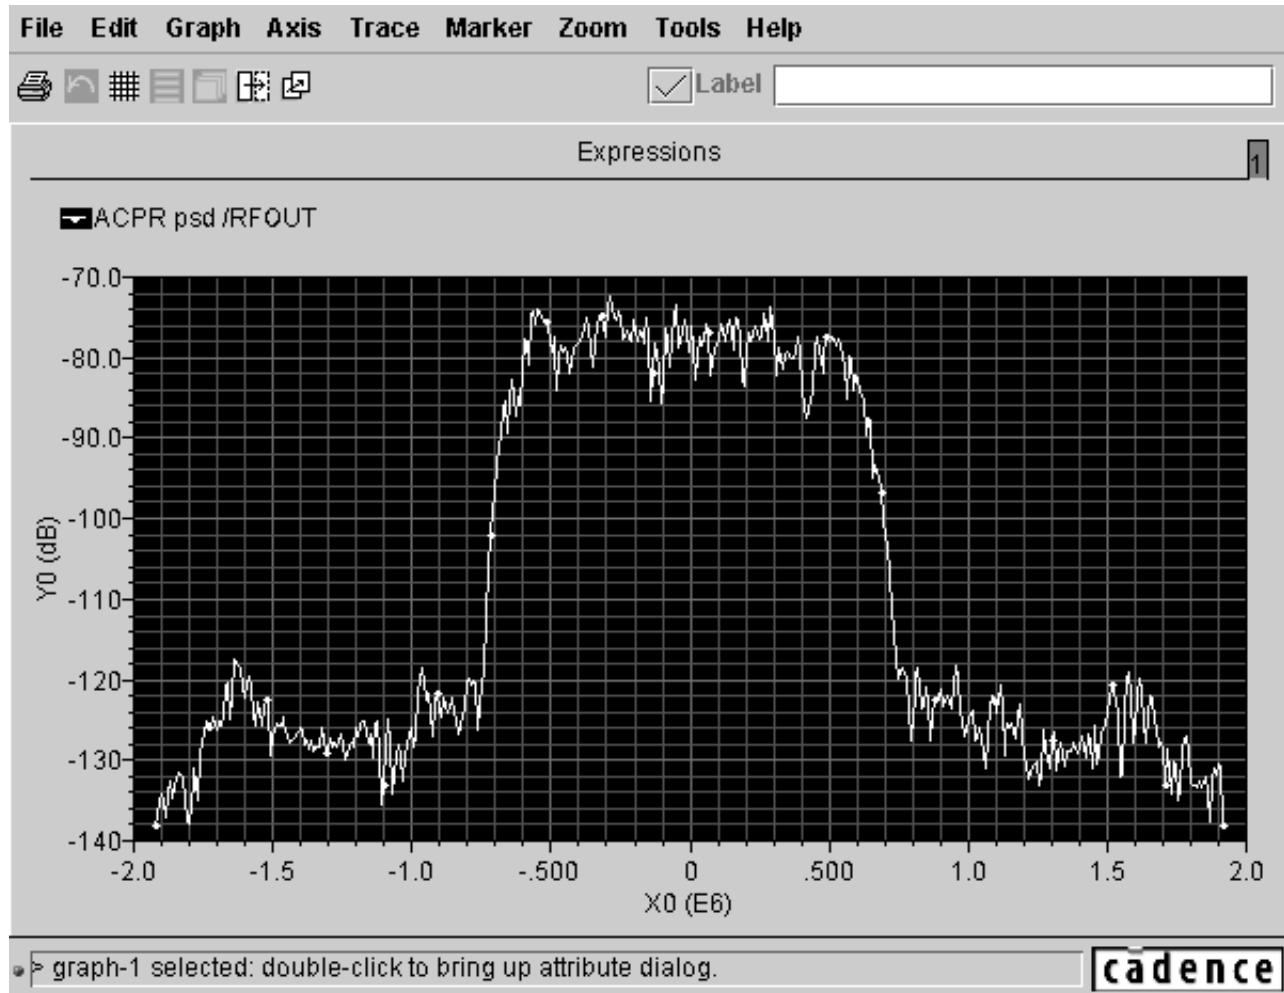 File Edit Graph Axis Trace Marker Zoom Tools Help
Label
Expressions
1
ACPR psd /RFOUT
-70.0
-80.0
-90.0
-100
-110
-120
-130
-140
Y0 (dB)
-2.0 -1.5 -1.0 -.500 0 .500 1.0 1.5 2.0
X0 (E6)
> graph-1 selected: double-click to bring up attribute dialog.
cādence